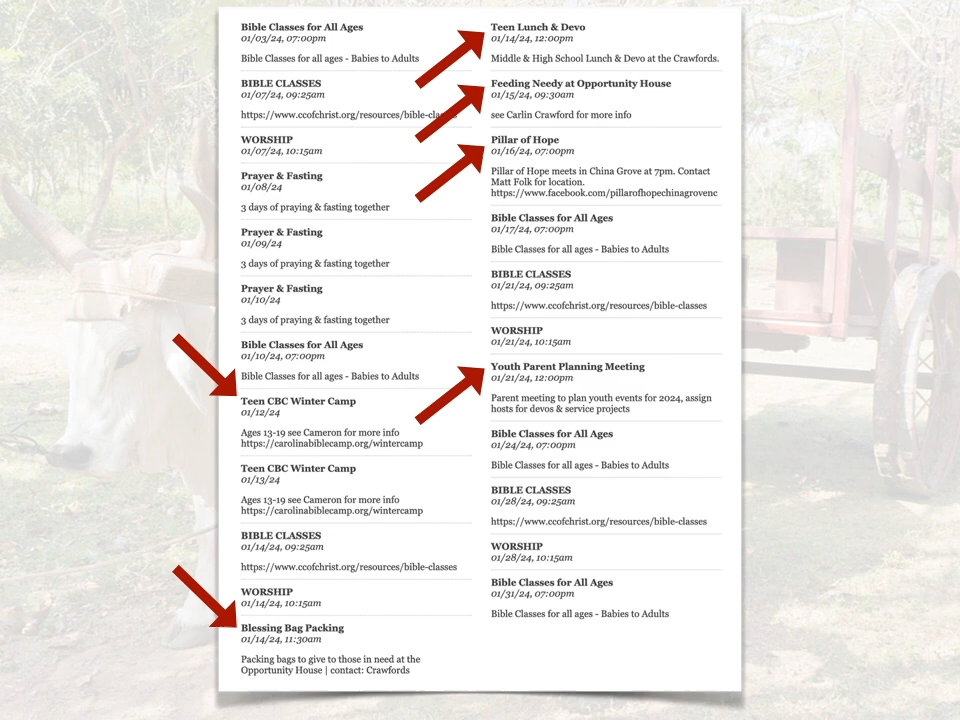 Bible Classes for All Ages
01/03/24, 07:00pm
Bible Classes for all ages - Babies to Adults
BIBLE CLASSES
01/07/24, 09:25am
https://www.ccofchrist.org/resources/bible-classes
WORSHIP
01/07/24, 10:15am
Prayer & Fasting
01/08/24
3 days of praying & fasting together
Prayer & Fasting
01/09/24
3 days of praying & fasting together
Prayer & Fasting
01/10/24
3 days of praying & fasting together
Bible Classes for All Ages
01/10/24, 07:00pm
Bible Classes for all ages - Babies to Adults
Teen CBC Winter Camp
01/12/24
Ages 13-19 see Cameron for more info
https://carolinabiblecamp.org/wintercamp
Teen CBC Winter Camp
01/13/24
Ages 13-19 see Cameron for more info
https://carolinabiblecamp.org/wintercamp
BIBLE CLASSES
01/14/24, 09:25am
https://www.ccofchrist.org/resources/bible-classes
WORSHIP
01/14/24, 10:15am
Blessing Bag Packing
01/14/24, 11:30am
Packing bags to give to those in need at the
Opportunity House | contact: Crawfords
Teen Lunch & Devo
01/14/24, 12:00pm
Middle & High School Lunch & Devo at the Crawfords.
Feeding Needy at Opportunity House
01/15/24, 09:30am
see Carlin Crawford for more info
Pillar of Hope
01/16/24, 07:00pm
Pillar of Hope meets in China Grove at 7pm. Contact
Matt Folk for location.
https://www.facebook.com/pillarofhopechinagrovenc
Bible Classes for All Ages
01/17/24, 07:00pm
Bible Classes for all ages - Babies to Adults
BIBLE CLASSES
01/21/24, 09:25am
https://www.ccofchrist.org/resources/bible-classes
WORSHIP
01/21/24, 10:15am
Youth Parent Planning Meeting
01/21/24, 12:00pm
Parent meeting to plan youth events for 2024, assign
hosts for devos & service projects
Bible Classes for All Ages
01/24/24, 07:00pm
Bible Classes for all ages - Babies to Adults
BIBLE CLASSES
01/28/24, 09:25am
https://www.ccofchrist.org/resources/bible-classes
WORSHIP
01/28/24, 10:15am
Bible Classes for All Ages
01/31/24, 07:00pm
Bible Classes for all ages - Babies to Adults